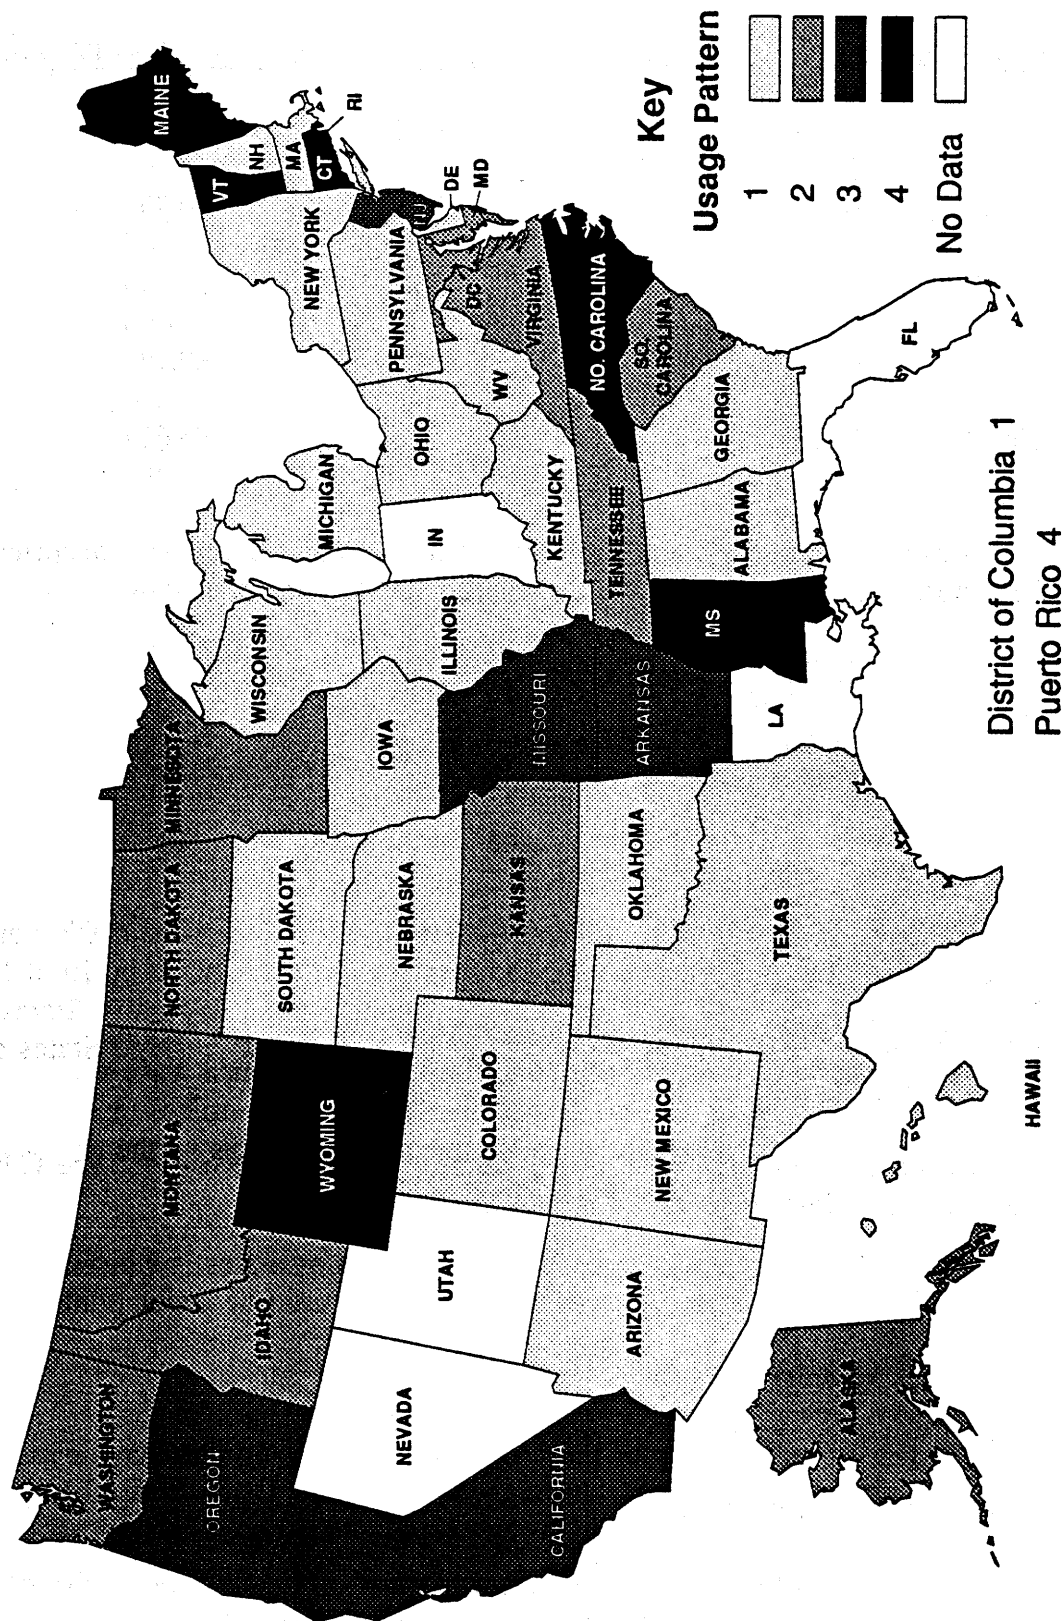 WASHINGTON
OREGON
CALIFORNIA
NEVADA
IDAHO
MONTANA
WYOMING
UTAH
ARIZONA
COLORADO
NEW MEXICO
NORTH DAKOTA
SOUTH DAKOTA
NEBRASKA
KANSAS
OKLAHOMA
TEXAS
MINNESOTA
IOWA
MISSOURI
ARKANSAS
LA
WISCONSIN
ILLINOIS
MICHIGAN
IN
OHIO
KENTUCKY
TENNESSEE
MS
ALABAMA
GEORGIA
FL
SO.
CAROLINA
NO. CAROLINA
VIRGINIA
WV
DC
PENNSYLVANIA
NEW YORK
NJ
DE
MD
VT
NH
MA
CT
RI
MAINE
ALASKA
HAWAII
Key
Usage Pattern
1
2
3
4
No Data
District of Columbia 1
Puerto Rico 4